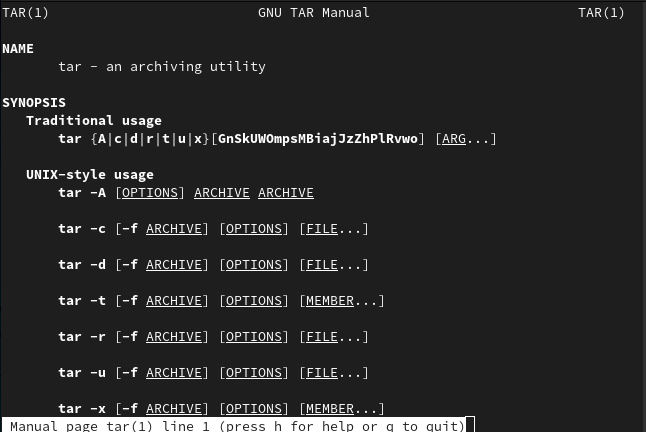 TAR(1) GNU TAR Manual TAR(1)
NAME
tar - an archiving utility
SYNOPSIS
Traditional usage
tar {A|c|d|r|t|u|x}[GnSkUWOmpsMBiajJzZhPlRvwo] [ARG...]
UNIX-style usage
tar -A [OPTIONS] ARCHIVE ARCHIVE
tar -c [-f ARCHIVE] [OPTIONS] [FILE...]
tar -d [-f ARCHIVE] [OPTIONS] [FILE...]
tar -t [-f ARCHIVE] [OPTIONS] [MEMBER...]
tar -r [-f ARCHIVE] [OPTIONS] [FILE...]
tar -u [-f ARCHIVE] [OPTIONS] [FILE...]
tar -x [-f ARCHIVE] [OPTIONS] [MEMBER...]
Manual page tar(1) line 1 (press h for help or q to quit)